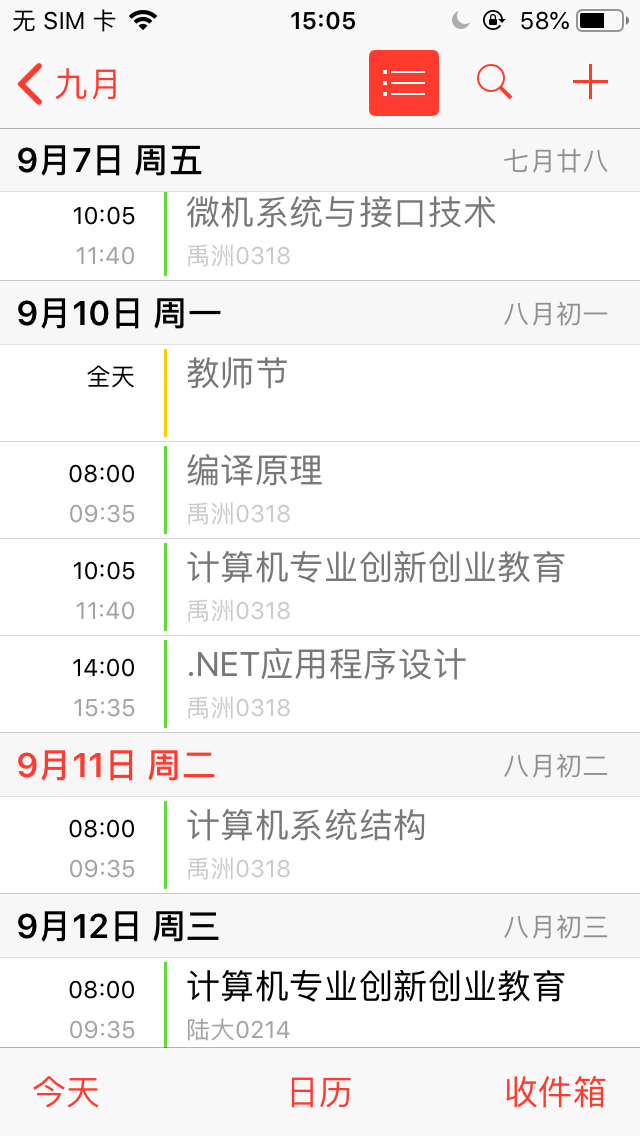 无 SIM 卡 15:05 58%
九月
9月7日 周五 七月廿八
10:05 微机系统与接口技术
11:40 禹洲0318
9月10日 周一 八月初一
全天 教师节
08:00 编译原理
09:35 禹洲0318
10:05 计算机专业创新创业教育
11:40 禹洲0318
14:00 .NET应用程序设计
15:35 禹洲0318
9月11日 周二 八月初二
08:00 计算机系统结构
09:35 禹洲0318
9月12日 周三 八月初三
08:00 计算机专业创新创业教育
09:35 陆大0214
今天 日历 收件箱